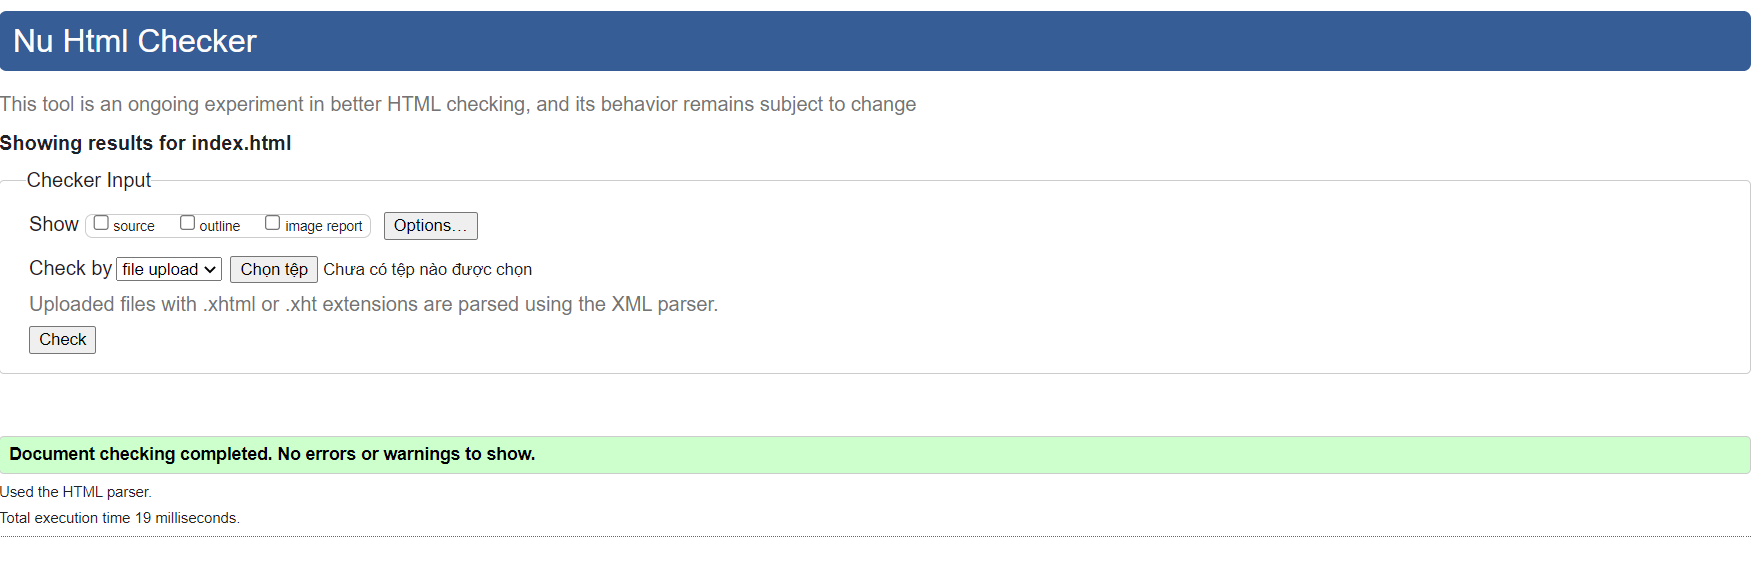 Nu Html Checker
This tool is an ongoing experiment in better HTML checking, and its behavior remains subject to change
Showing results for index.html
Checker Input
Show source outline image report Options...
Check by file upload Chọn tệp Chưa có tệp nào được chọn
Uploaded files with .xhtml or .xht extensions are parsed using the XML parser.
Check
Document checking completed. No errors or warnings to show.
Used the HTML parser.
Total execution time 19 milliseconds.